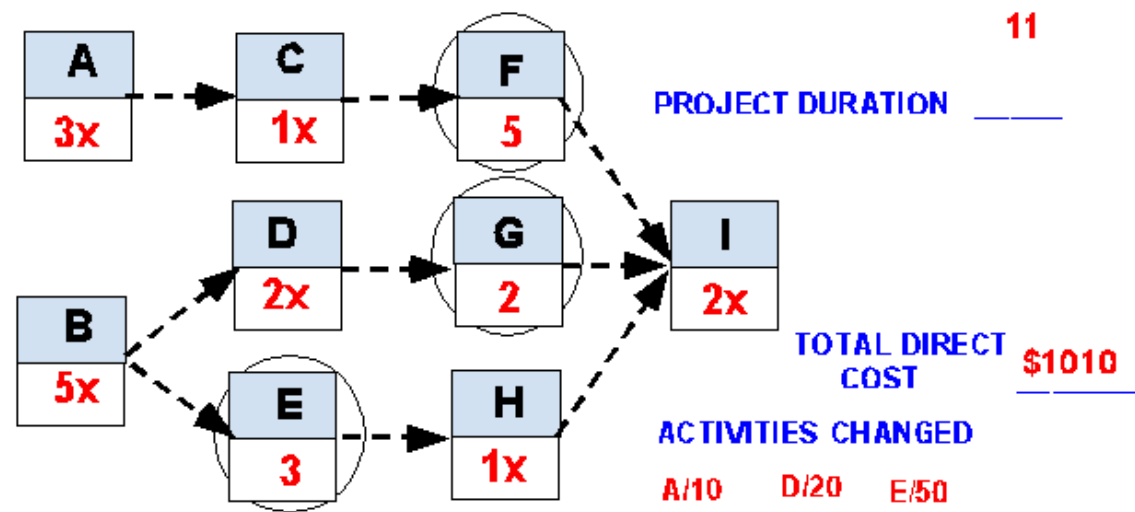 11
A
3x
C
1x
F
5
PROJECT DURATION ____
D
2x
G
2
I
2x
B
5x
E
3
H
1x
TOTAL DIRECT
COST
$1010
ACTIVITIES CHANGED
A/10 D/20 E/50